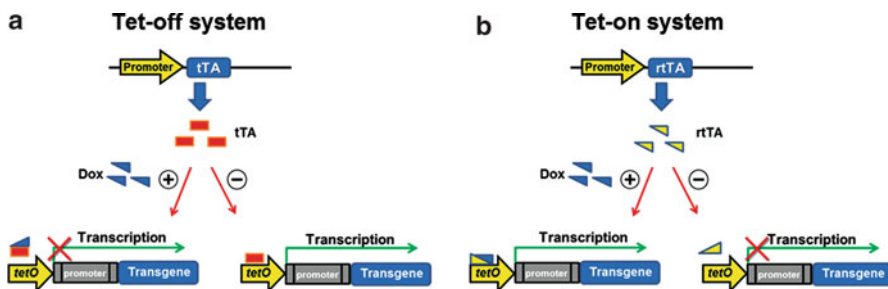 a Tet-off system
Promoter tTA
tTA
Dox + −
Transcription
tetO promoter Transgene
Transcription
tetO promoter Transgene
b Tet-on system
Promoter rtTA
rtTA
Dox + −
Transcription
tetO promoter Transgene
Transcription
tetO promoter Transgene